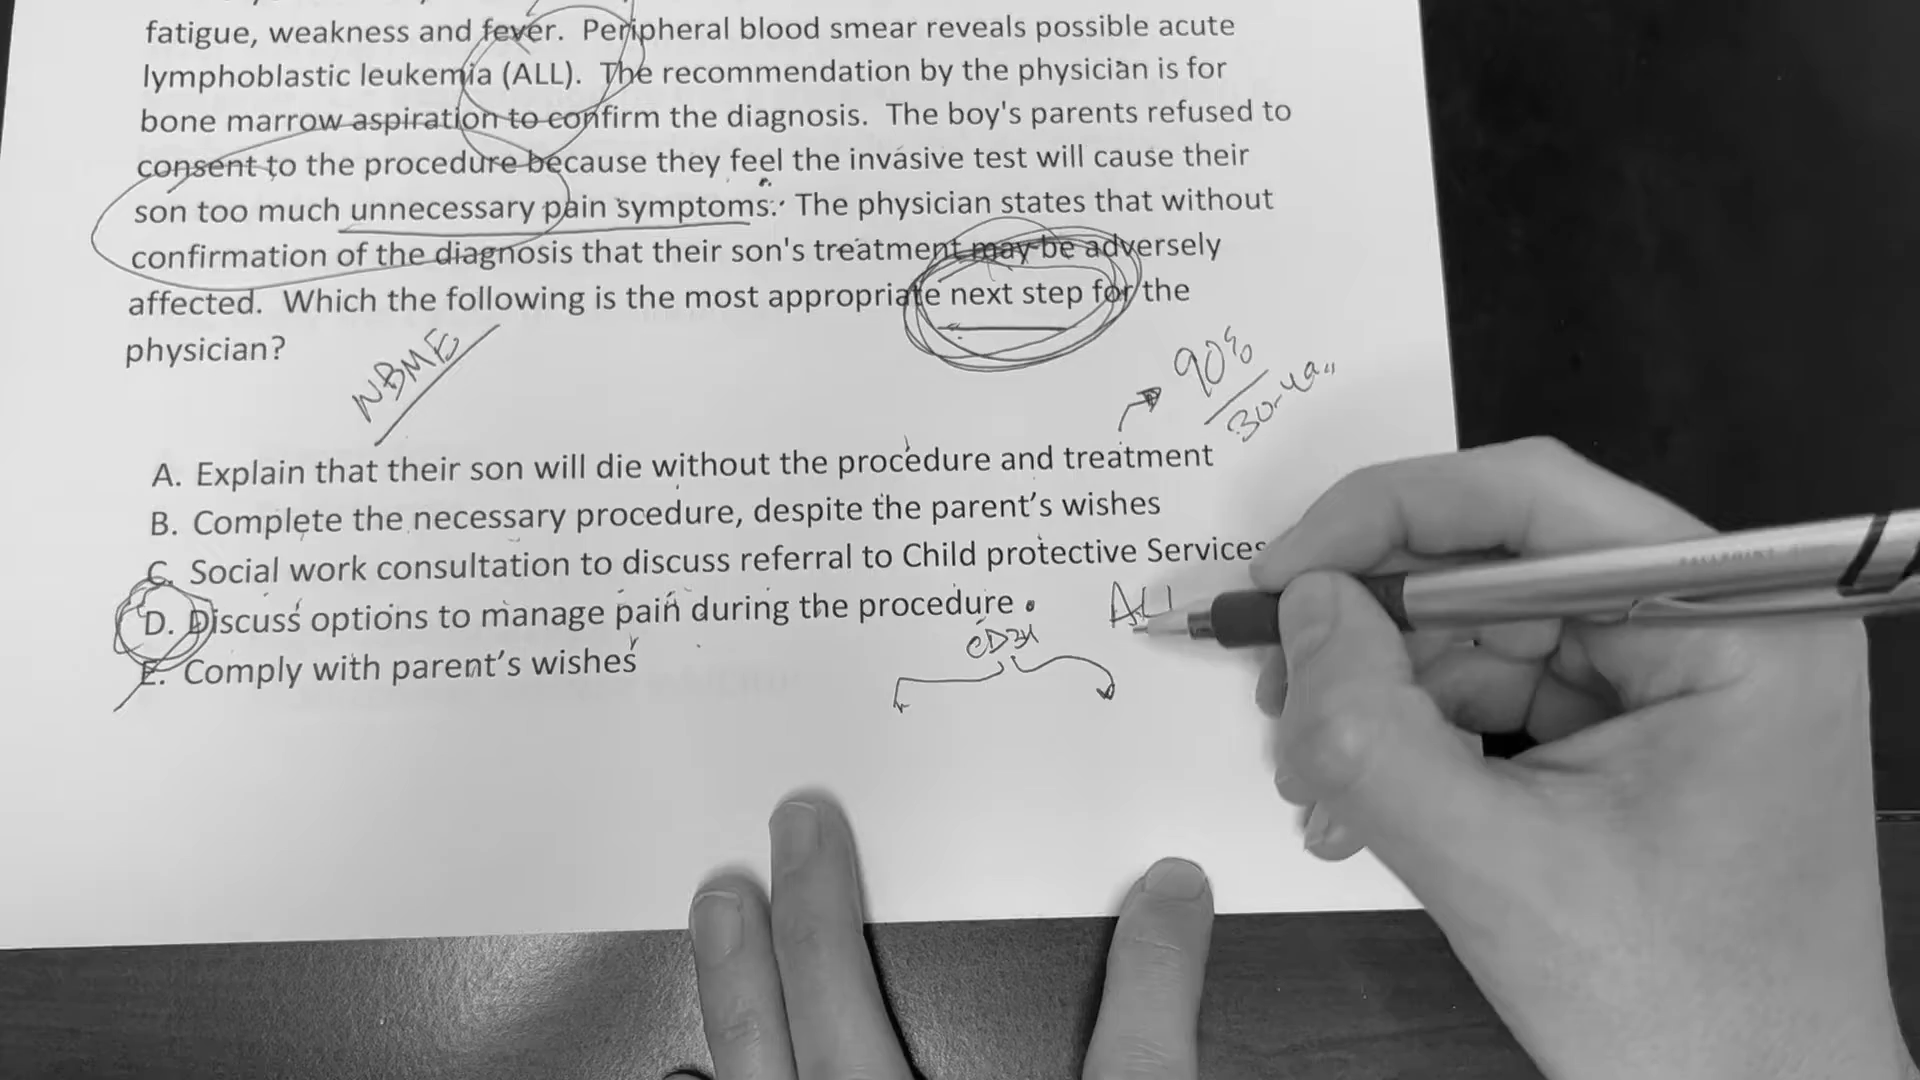 fatigue, weakness and fever. Peripheral blood smear reveals possible acute
lymphoblastic leukemia (ALL). The recommendation by the physician is for
bone marrow aspiration to confirm the diagnosis. The boy's parents refused to
consent to the procedure because they feel the invasive test will cause their
son too much unnecessary pain symptoms. The physician states that without
confirmation of the diagnosis that their son's treatment may be adversely
affected. Which the following is the most appropriate next step for the
physician?
NBME
90%
A. Explain that their son will die without the procedure and treatment
B. Complete the necessary procedure, despite the parent's wishes
C. Social work consultation to discuss referral to Child protective Services
D. Discuss options to manage pain during the procedure
E. Comply with parent's wishes